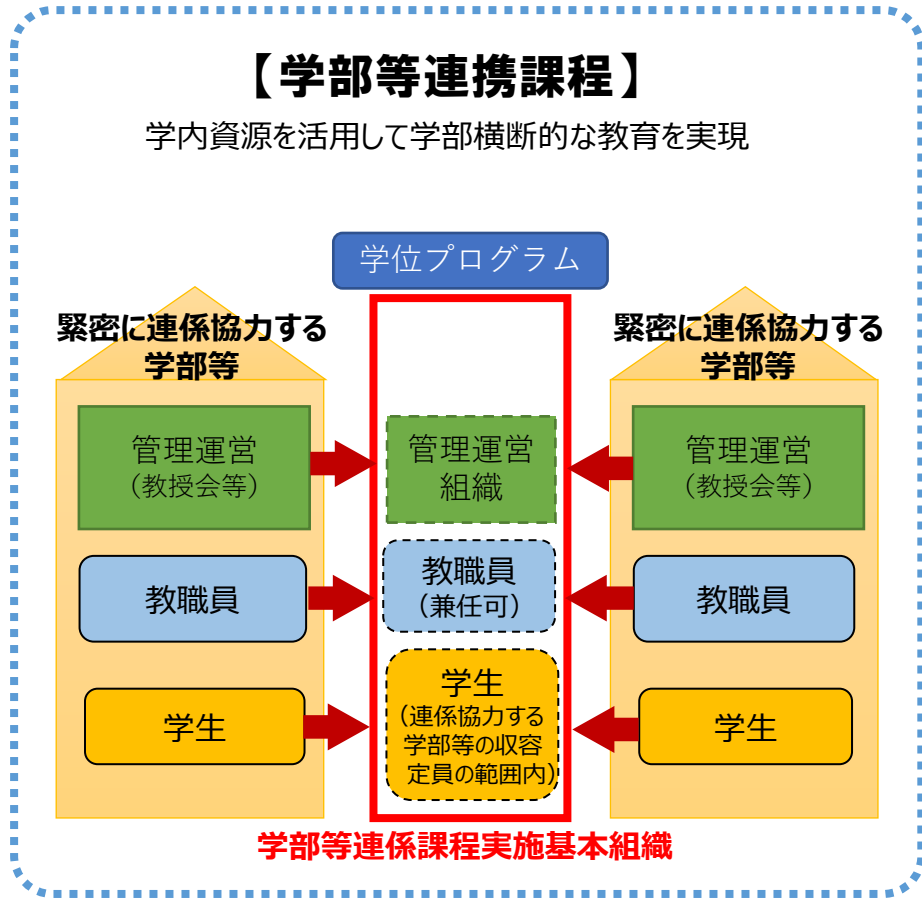 【学部等連携課程】
学内資源を活用して学部横断的な教育を実現
学位プログラム
緊密に連係協力する
学部等
管理運営
（教授会等）
教職員
学生
管理運営
組織
教職員
（兼任可）
学生
（連係協力する
学部等の収容
定員の範囲内）
緊密に連係協力する
学部等
管理運営
（教授会等）
教職員
学生
学部等連係課程実施基本組織